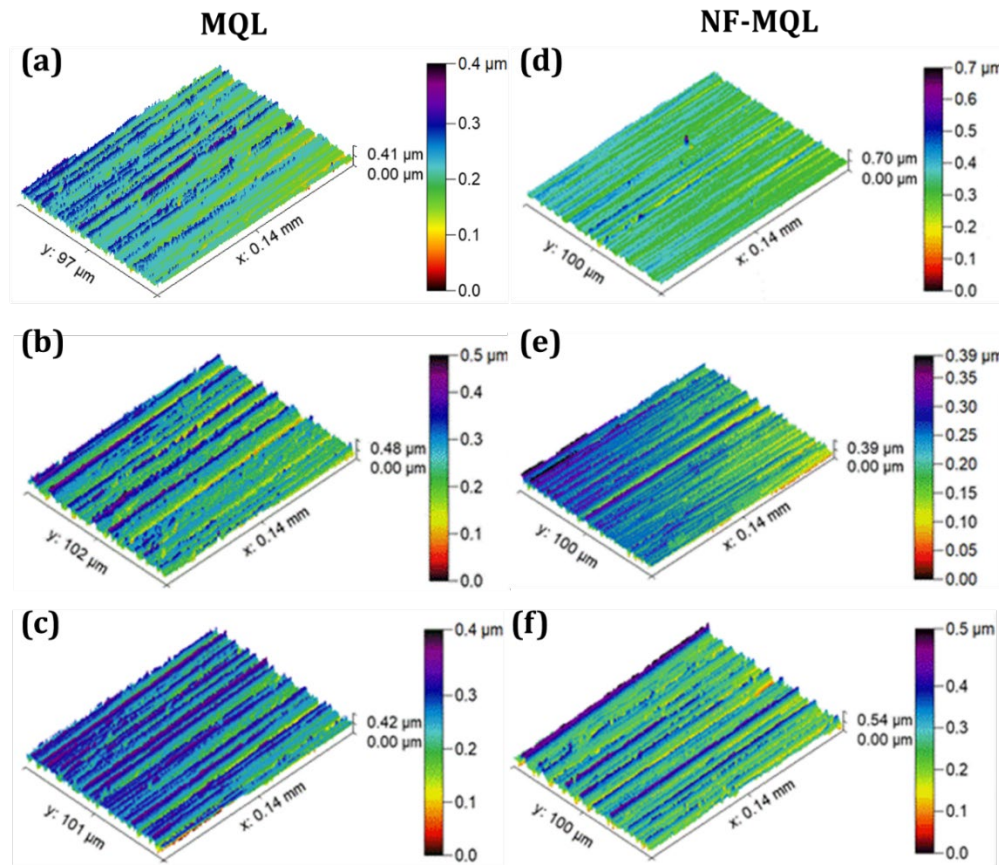 MQL
NF-MQL
(a)
0.4 µm
0.3
0.2
0.1
0.0
0.41 µm
0.00 µm
x: 0.14 mm
y: 97 µm
(d)
0.7 µm
0.6
0.5
0.4
0.3
0.2
0.1
0.0
0.70 µm
0.00 µm
x: 0.14 mm
y: 100 µm
(b)
0.5 µm
0.4
0.3
0.2
0.1
0.0
0.48 µm
0.00 µm
x: 0.14 mm
y: 102 µm
(e)
0.39 µm
0.35
0.30
0.25
0.20
0.15
0.10
0.05
0.00
0.39 µm
0.00 µm
x: 0.14 mm
y: 100 µm
(c)
0.4 µm
0.3
0.2
0.1
0.0
0.42 µm
0.00 µm
x: 0.14 mm
y: 101 µm
(f)
0.5 µm
0.4
0.3
0.2
0.1
0.0
0.54 µm
0.00 µm
x: 0.14 mm
y: 100 µm